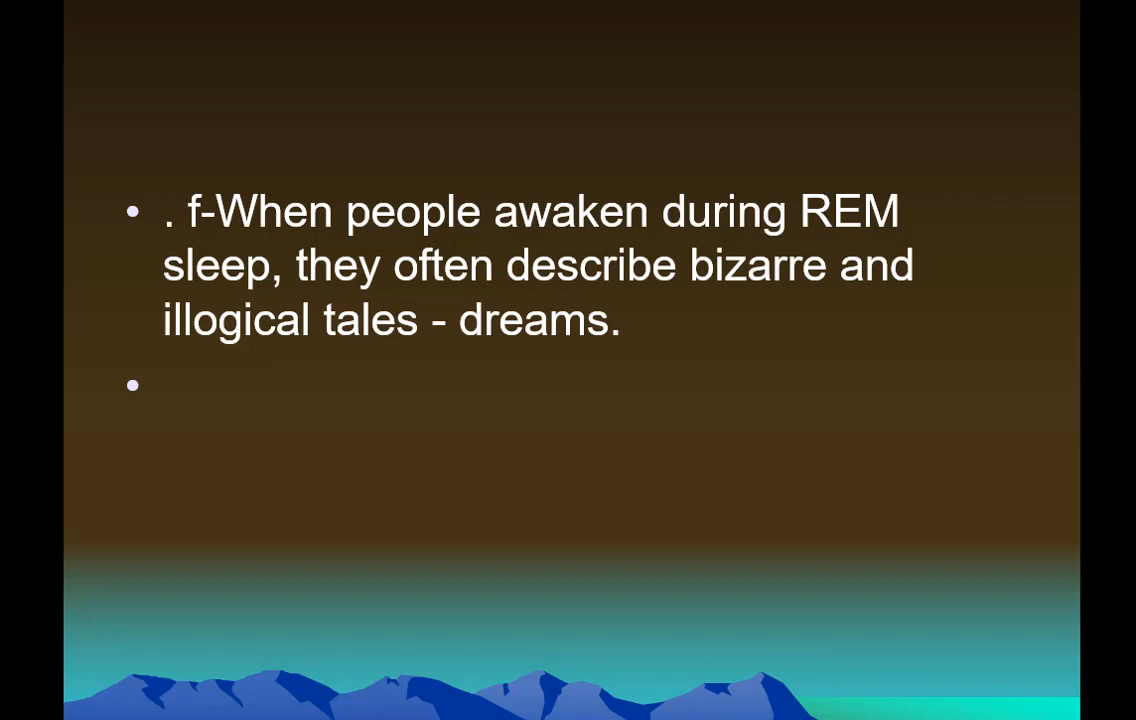 • . f-When people awaken during REM
sleep, they often describe bizarre and
illogical tales - dreams.
•